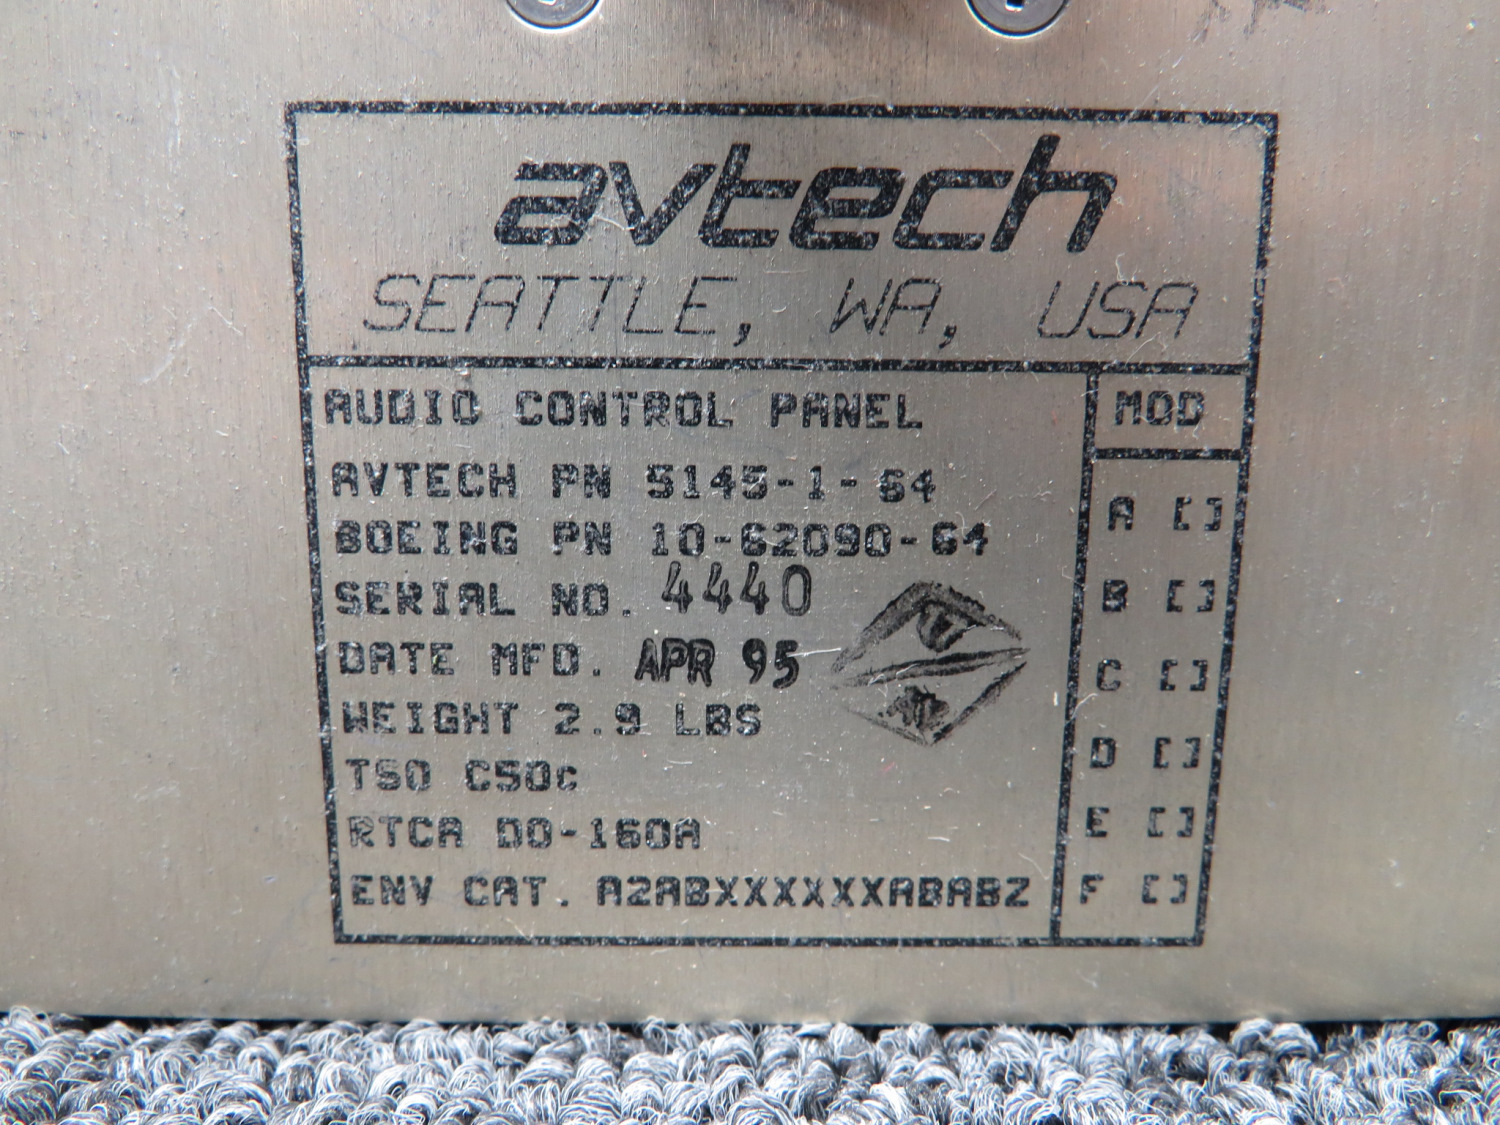 avtech
SEATTLE, WA, USA
AUDIO CONTROL PANEL
MOD
AVTECH PN 5145-1-64
BOEING PN 10-62090-64
SERIAL NO. 4440
DATE MFD. APR 95
WEIGHT 2.9 LBS
TSO C50c
RTCA DO-160A
ENV CAT. A2ABXXXXXXABABZ
A []
B []
C []
D []
E []
F []